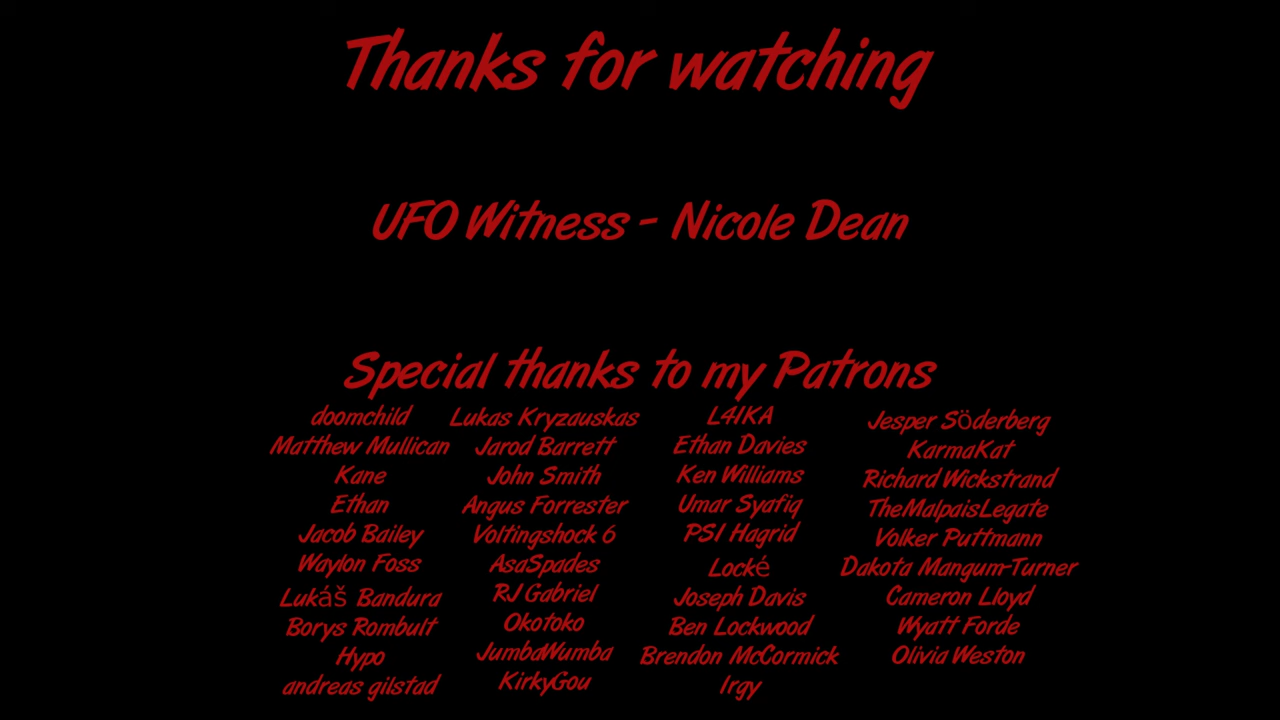 Thanks for watching
UFO Witness - Nicole Dean
Special thanks to my Patrons
doomchild
Matthew Mullican
Kane
Ethan
Jacob Bailey
Waylon Foss
Lukáš Bandura
Borys Rombult
Hypo
andreas gilstad
Lukas Kryzauskas
Jarod Barrett
John Smith
Angus Forrester
Voltingshock 6
AsaSpades
RJ Gabriel
Okotoko
JumbaWumba
KirkyGou
L4IKA
Ethan Davies
Ken Williams
Umar Syafiq
PSI Hagrid
Locké
Joseph Davis
Ben Lockwood
Brendon McCormick
Irgy
Jesper Söderberg
KarmaKat
Richard Wickstrand
TheMalpaisLegate
Volker Puttmann
Dakota Mangum-Turner
Cameron Lloyd
Wyatt Forde
Olivia Weston